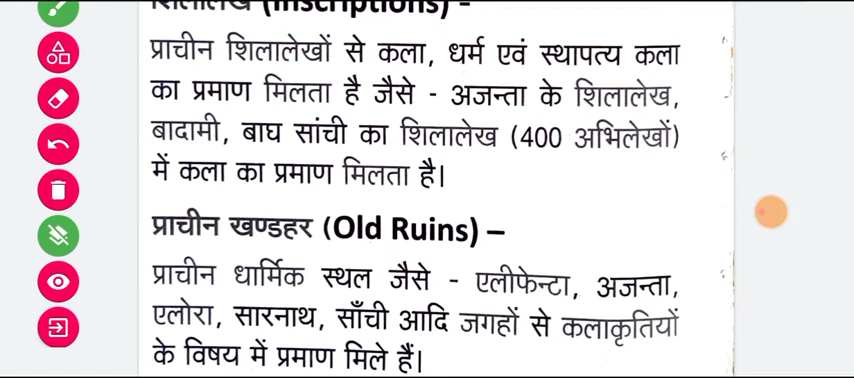 शिलालेख (Inscriptions) -
प्राचीन शिलालेखों से कला, धर्म एवं स्थापत्य कला
का प्रमाण मिलता है जैसे - अजन्ता के शिलालेख,
बादामी, बाघ सांची का शिलालेख (400 अभिलेखों)
में कला का प्रमाण मिलता है।
प्राचीन खण्डहर (Old Ruins) –
प्राचीन धार्मिक स्थल जैसे - एलीफेन्टा, अजन्ता,
एलोरा, सारनाथ, साँची आदि जगहों से कलाकृतियों
के विषय में प्रमाण मिले हैं।